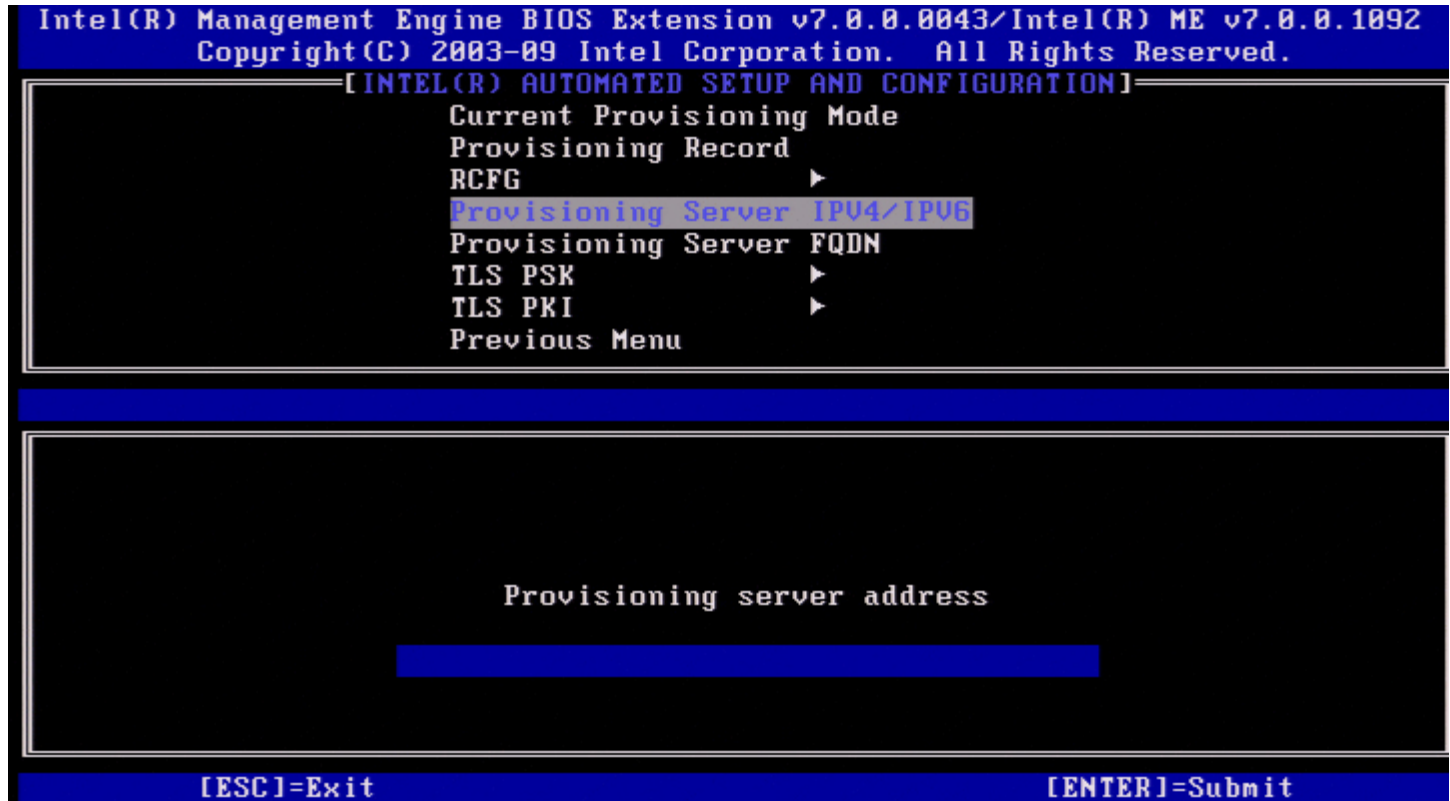 Intel(R) Management Engine BIOS Extension v7.0.0.0043/Intel(R) ME v7.0.0.1092
Copyright(C) 2003-09 Intel Corporation.  All Rights Reserved.
[INTEL(R) AUTOMATED SETUP AND CONFIGURATION]
Current Provisioning Mode
Provisioning Record
RCFG ►
Provisioning Server IPV4/IPV6
Provisioning Server FQDN
TLS PSK ►
TLS PKI ►
Previous Menu
Provisioning server address
[ESC]=Exit [ENTER]=Submit